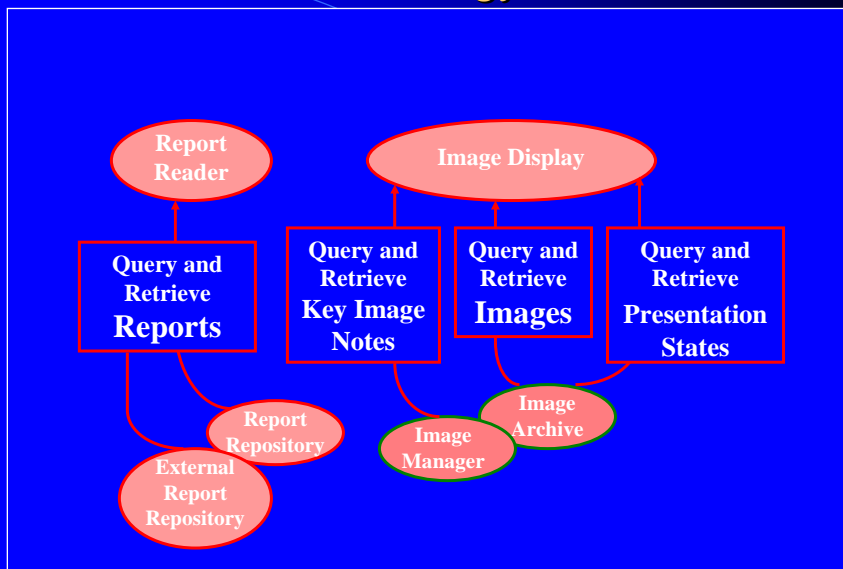 Report
Reader
Image Display
Query and
Retrieve
Reports
Query and
Retrieve
Key Image
Notes
Query and
Retrieve
Images
Query and
Retrieve
Presentation
States
Report
Repository
External
Report
Repository
Image
Manager
Image
Archive